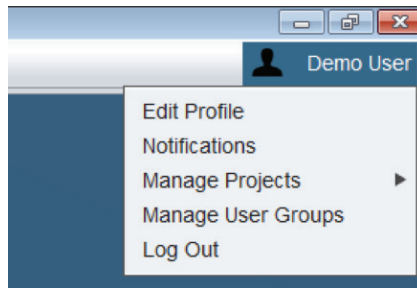 Demo User
Edit Profile
Notifications
Manage Projects
Manage User Groups
Log Out